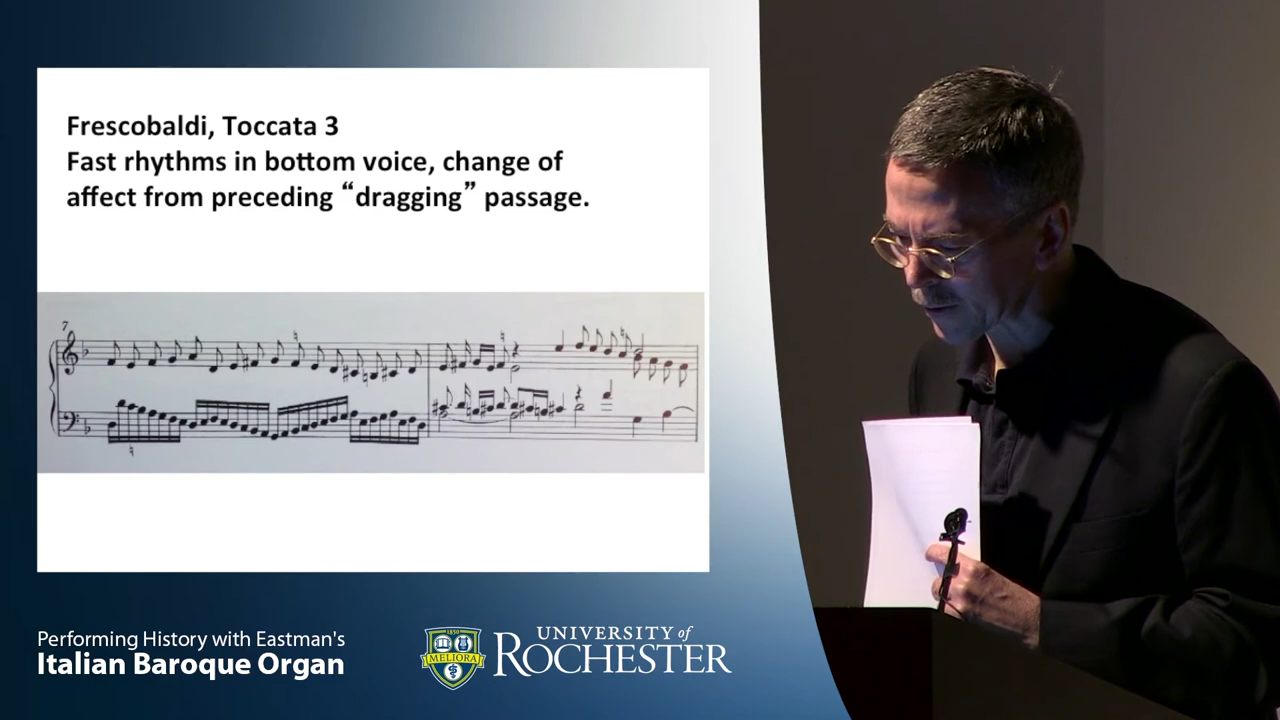 Frescobaldi, Toccata 3
Fast rhythms in bottom voice, change of
affect from preceding “dragging” passage.
7
Performing History with Eastman's
Italian Baroque Organ
1850
MELIORA
UNIVERSITY of
ROCHESTER